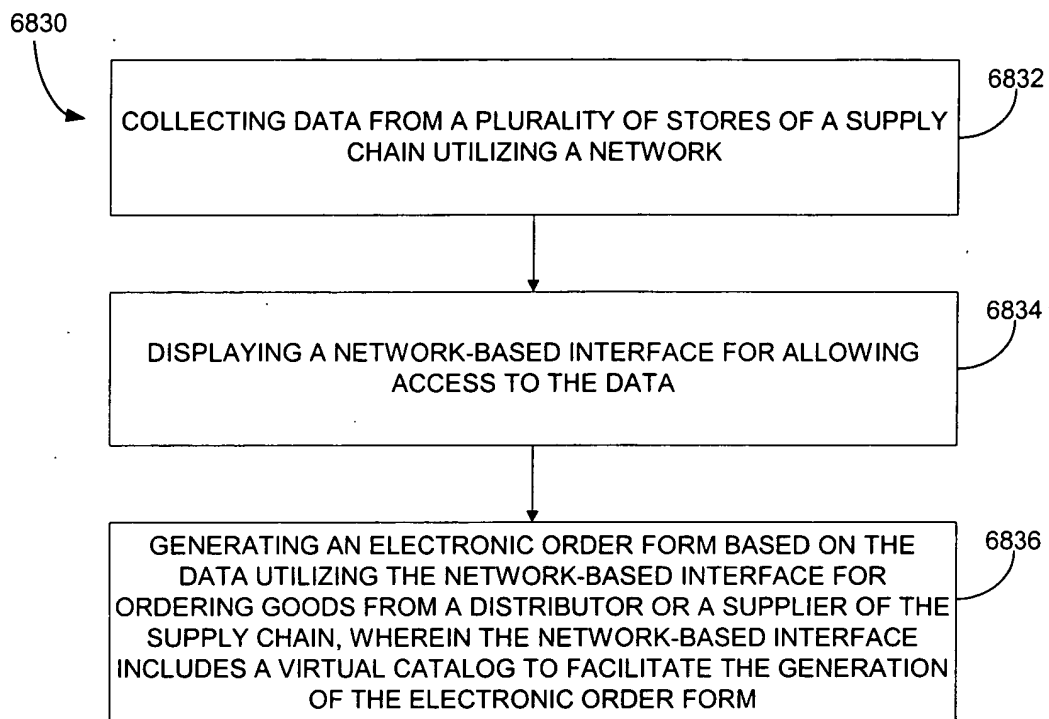 6830
6832
COLLECTING DATA FROM A PLURALITY OF STORES OF A SUPPLY
CHAIN UTILIZING A NETWORK
6834
DISPLAYING A NETWORK-BASED INTERFACE FOR ALLOWING
ACCESS TO THE DATA
6836
GENERATING AN ELECTRONIC ORDER FORM BASED ON THE
DATA UTILIZING THE NETWORK-BASED INTERFACE FOR
ORDERING GOODS FROM A DISTRIBUTOR OR A SUPPLIER OF THE
SUPPLY CHAIN, WHEREIN THE NETWORK-BASED INTERFACE
INCLUDES A VIRTUAL CATALOG TO FACILITATE THE GENERATION
OF THE ELECTRONIC ORDER FORM